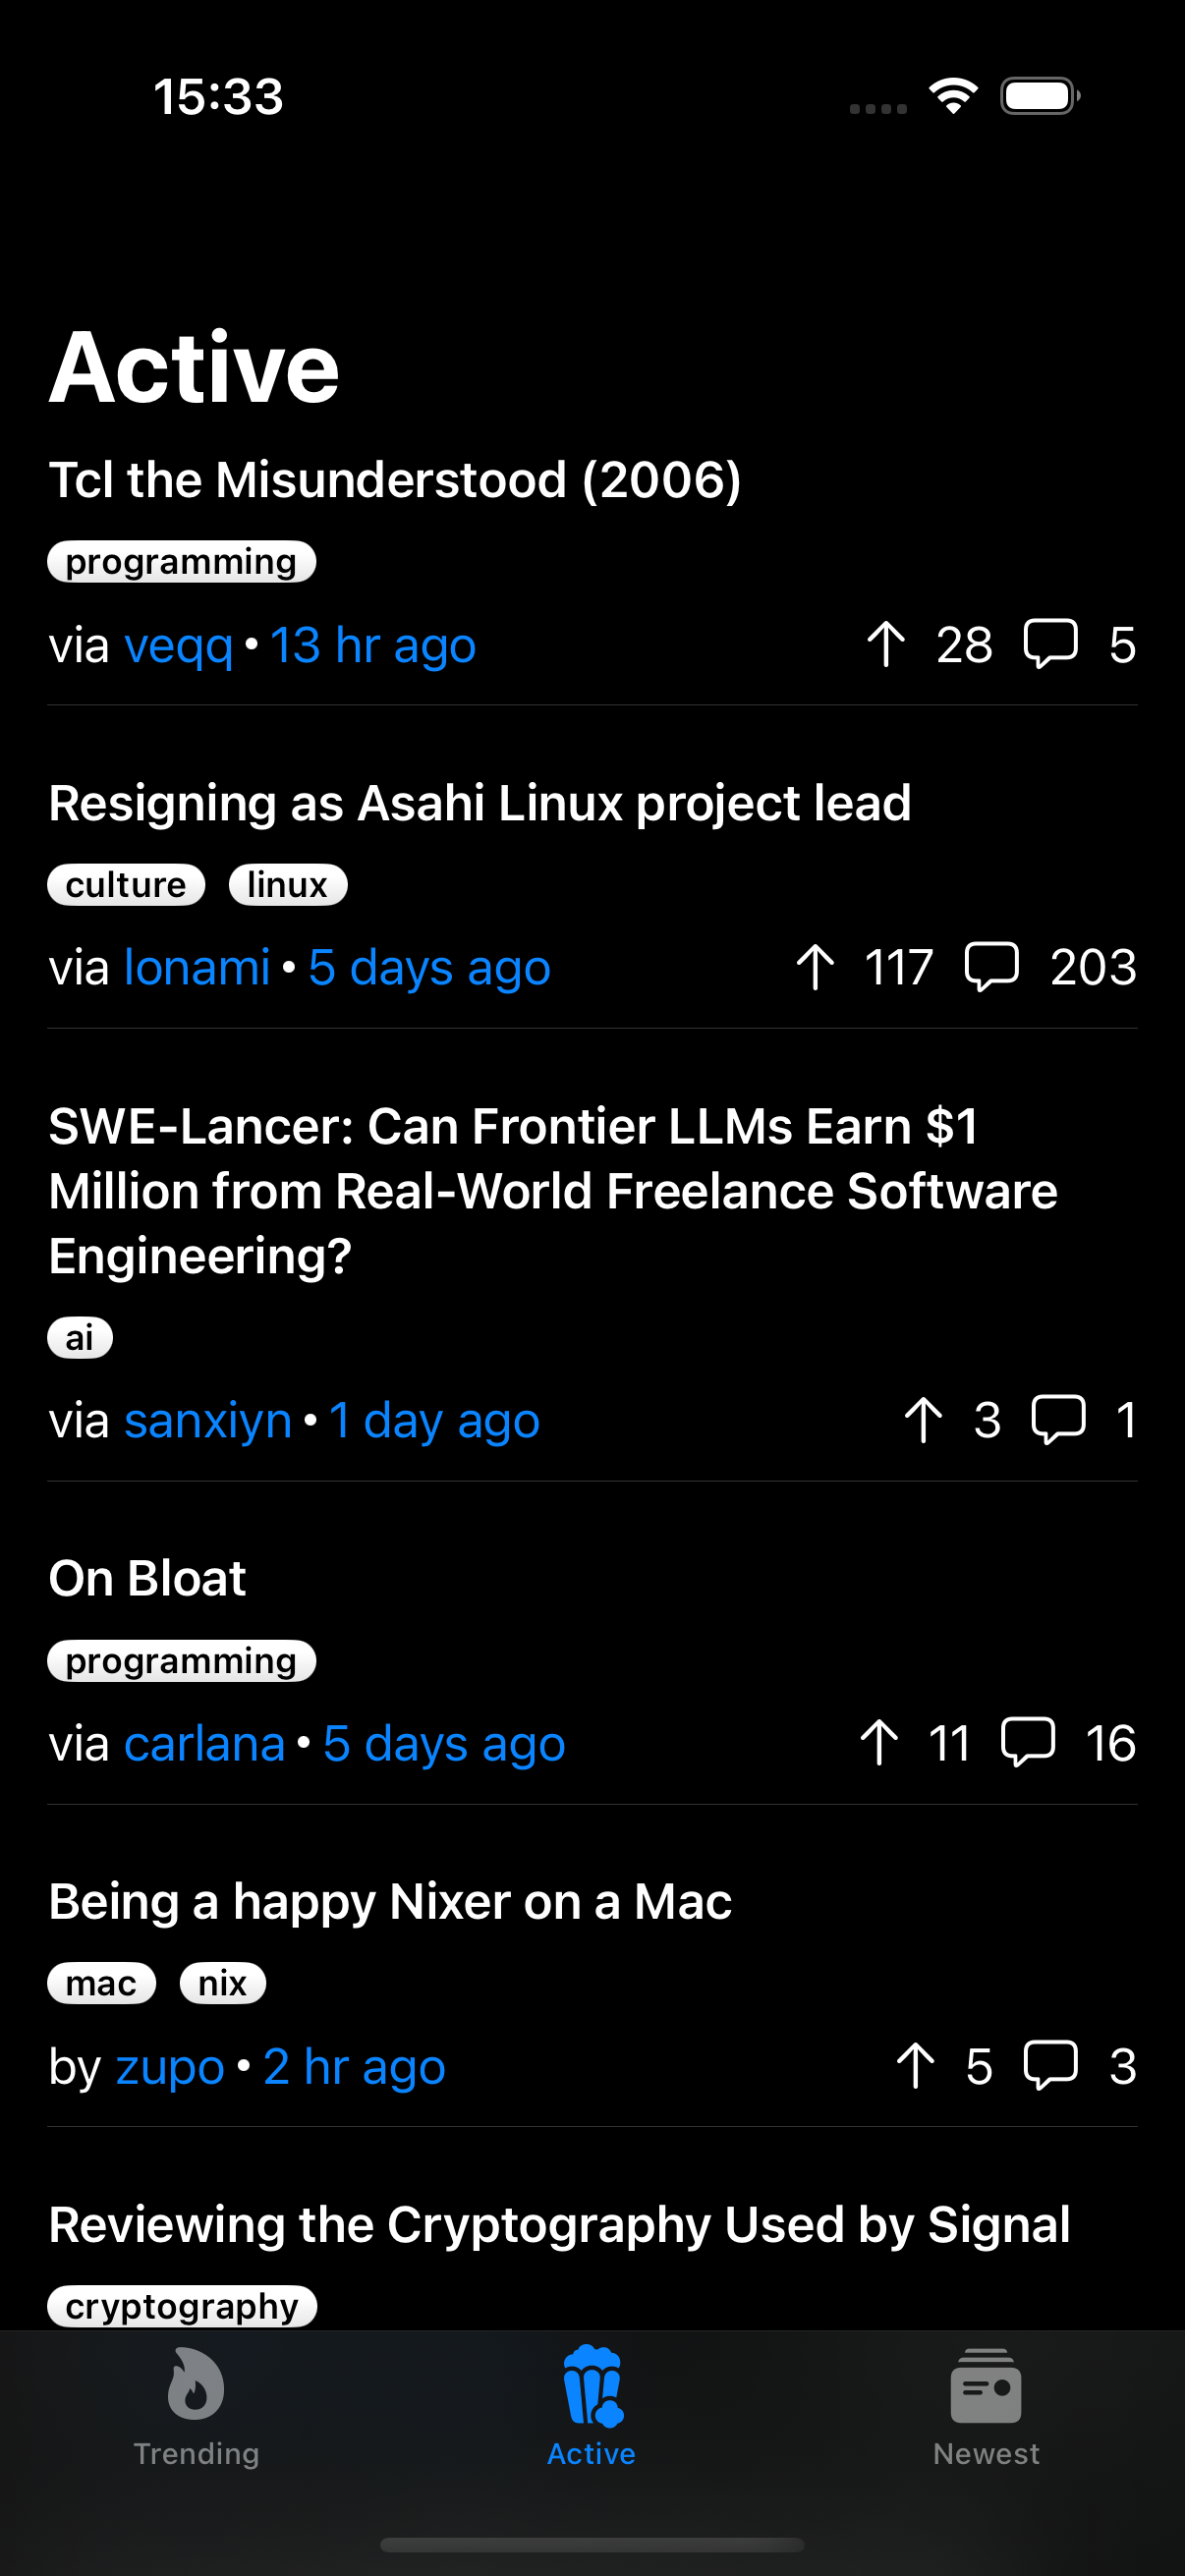 15:33
Active
Tcl the Misunderstood (2006)
programming
via veqq • 13 hr ago 28 5
Resigning as Asahi Linux project lead
culture linux
via lonami • 5 days ago 117 203
SWE-Lancer: Can Frontier LLMs Earn $1
Million from Real-World Freelance Software
Engineering?
ai
via sanxiyn • 1 day ago 3 1
On Bloat
programming
via carlana • 5 days ago 11 16
Being a happy Nixer on a Mac
mac nix
by zupo • 2 hr ago 5 3
Reviewing the Cryptography Used by Signal
cryptography
Trending Active Newest